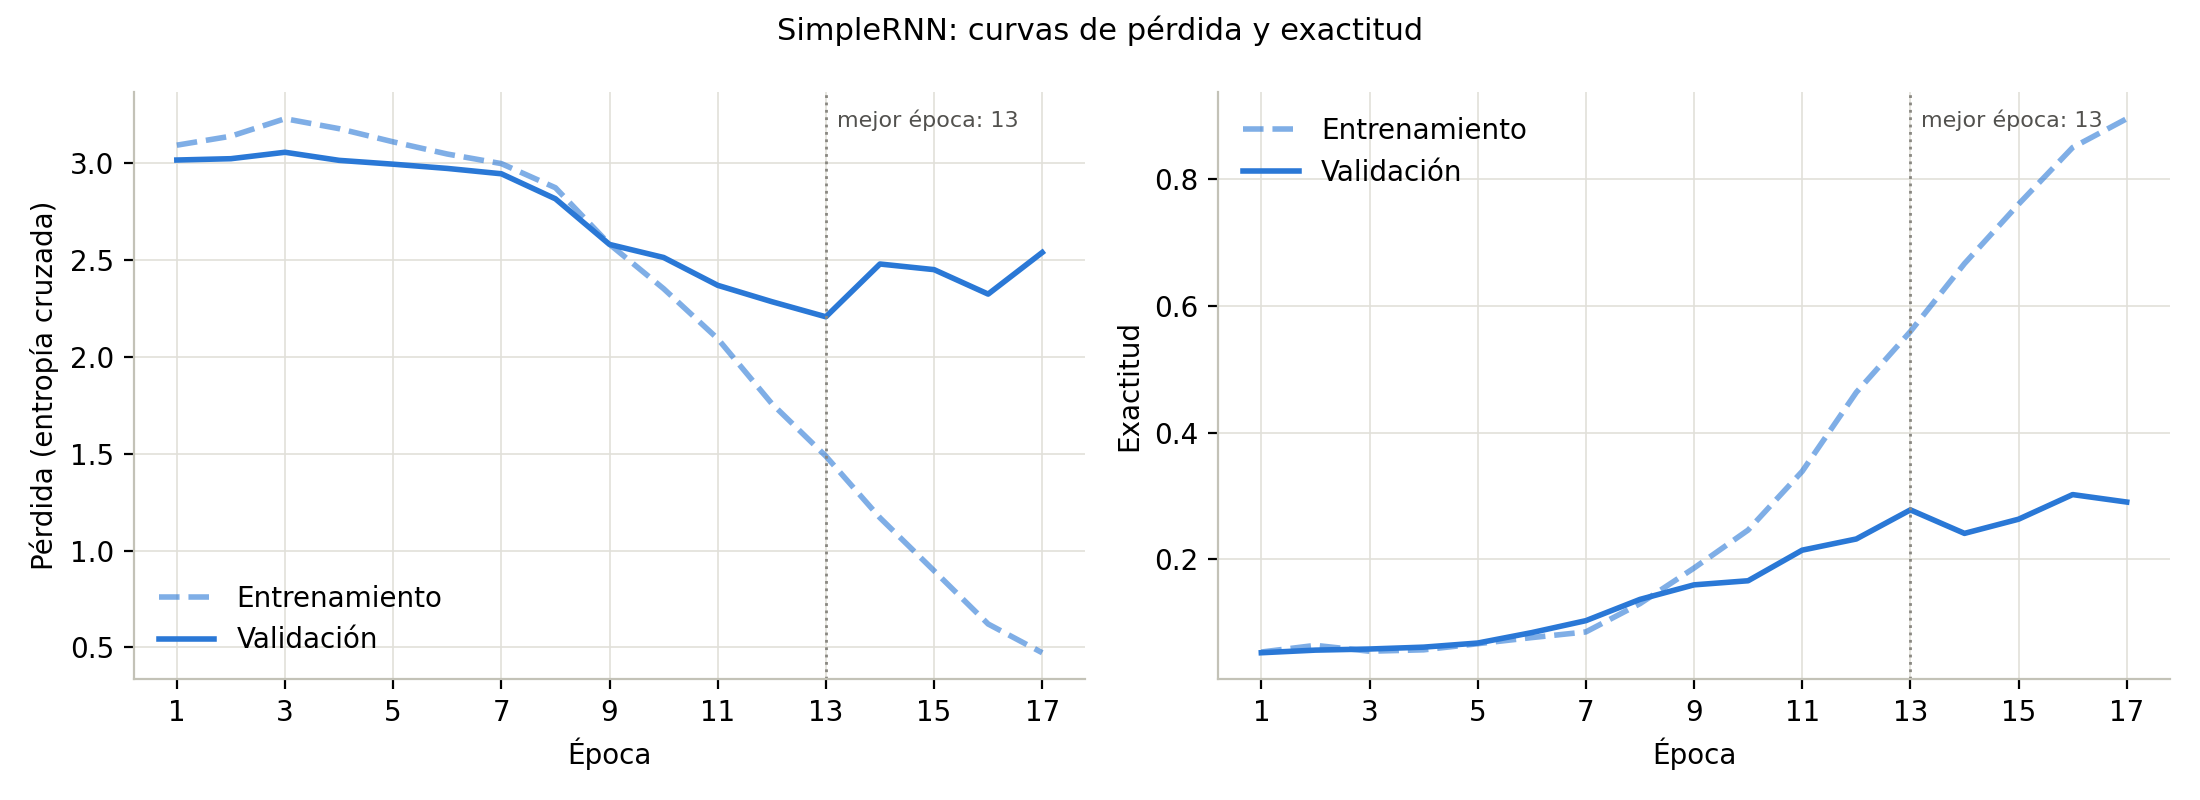 SimpleRNN: curvas de pérdida y exactitud
Pérdida (entropía cruzada)
3.0
2.5
2.0
1.5
1.0
0.5
mejor época: 13
Entrenamiento
Validación
1 3 5 7 9 11 13 15 17
Época
Exactitud
0.8
0.6
0.4
0.2
Entrenamiento
Validación
mejor época: 13
1 3 5 7 9 11 13 15 17
Época